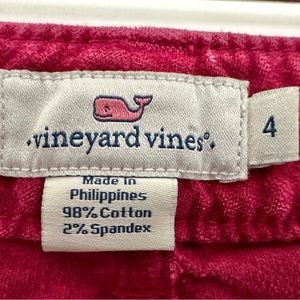 ·vineyard vines®·
4
Made in
Philippines
98% Cotton
2% Spandex